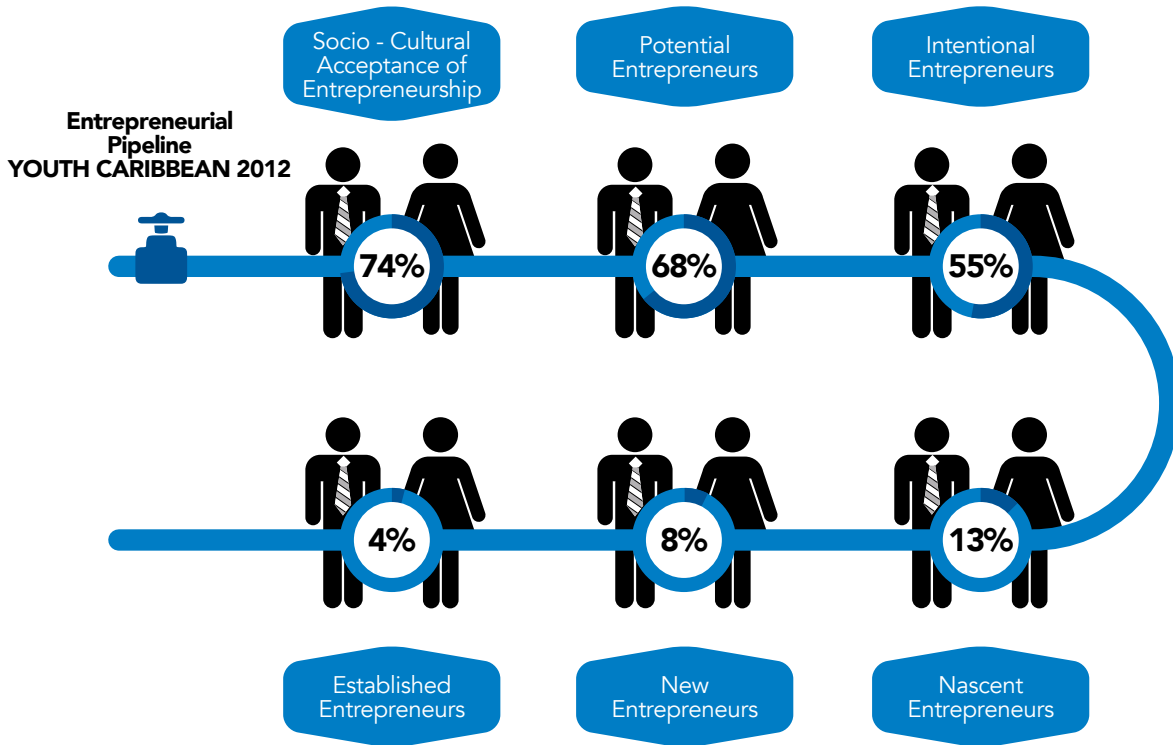 Entrepreneurial
Pipeline
YOUTH CARIBBEAN 2012
Socio - Cultural
Acceptance of
Entrepreneurship
Potential
Entrepreneurs
Intentional
Entrepreneurs
74%
68%
55%
4%
8%
13%
Established
Entrepreneurs
New
Entrepreneurs
Nascent
Entrepreneurs